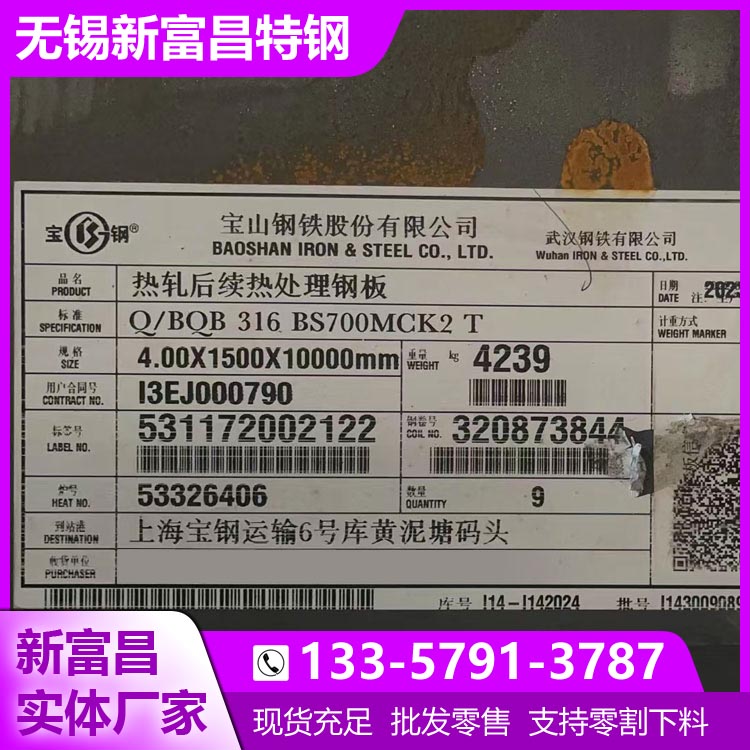 无锡新富昌特钢
宝 钢®
宝山钢铁股份有限公司
BAOSHAN IRON & STEEL CO., LTD.
武汉钢铁有限公司
Wuhan IRON & STEEL CO.,LTD.
品名
PRODUCT
热轧后续热处理钢板
日期
DATE
注:
标准
SPECIFICATION
Q/BQB 316 BS700MCK2 T
计重方式
WEIGHT MARKER
规格
SIZE
4.00X1500X10000mm
重量
WEIGHT
kg
4239
用户合同号
CONTRACT NO.
I3EJ000790
标签号
LABEL NO.
531172002122
钢卷号
COIL NO.
320873844
炉号
HEAT NO.
53326406
数量
QUANTITY
9
到站港
DESTINATION
上海宝钢运输6号库黄泥塘码头
收货单位
PURCHASER
库号 I14-I142024
批号
新富昌
实体厂家
133-5791-3787
现货充足 批发零售 支持零割下料